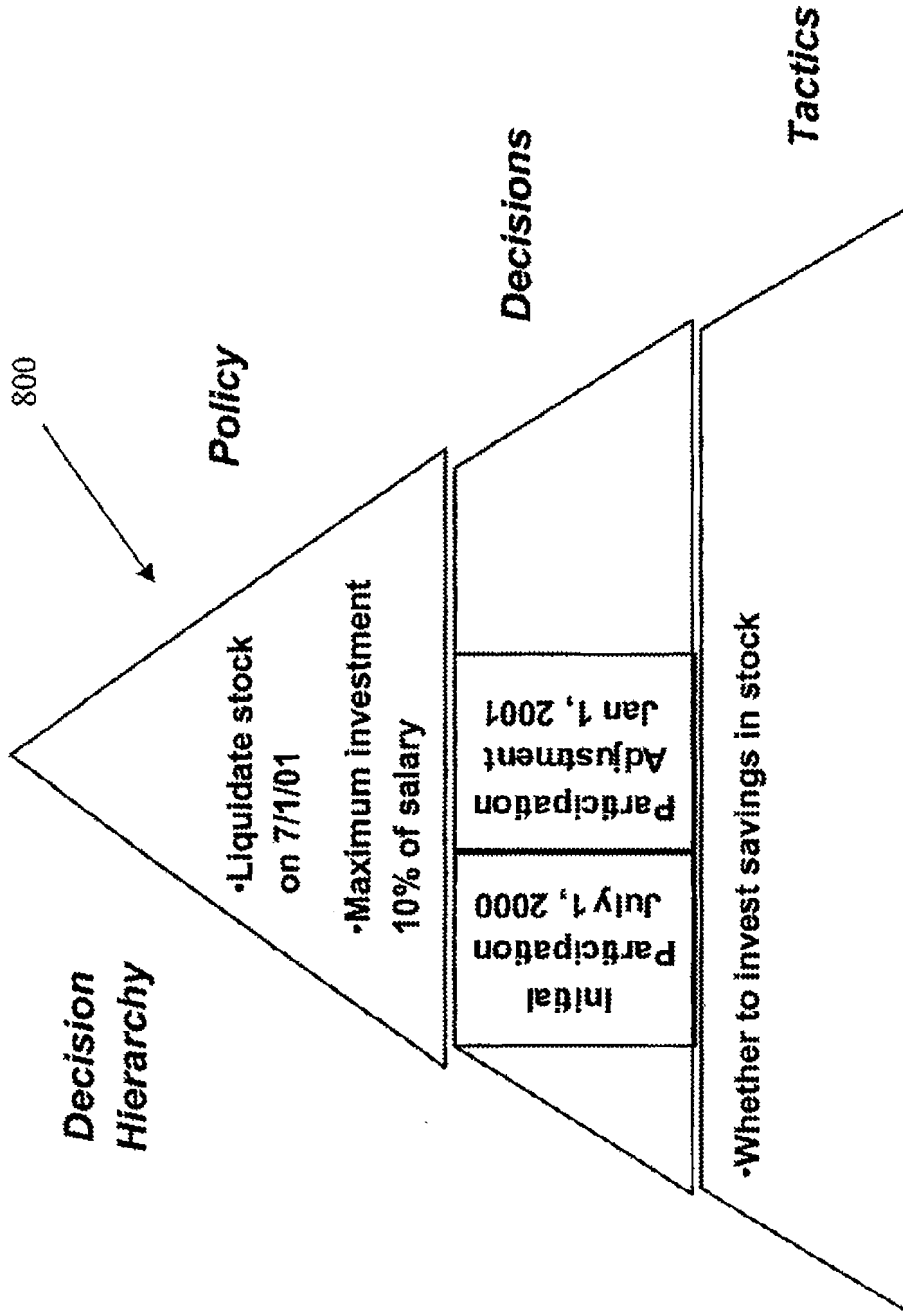 Decision
Hierarchy
800
Policy
•Liquidate stock
on 7/1/01
•Maximum investment
10% of salary
Decisions
Initial
Participation
July 1, 2000
Participation
Adjustment
Jan 1, 2001
Tactics
•Whether to invest savings in stock